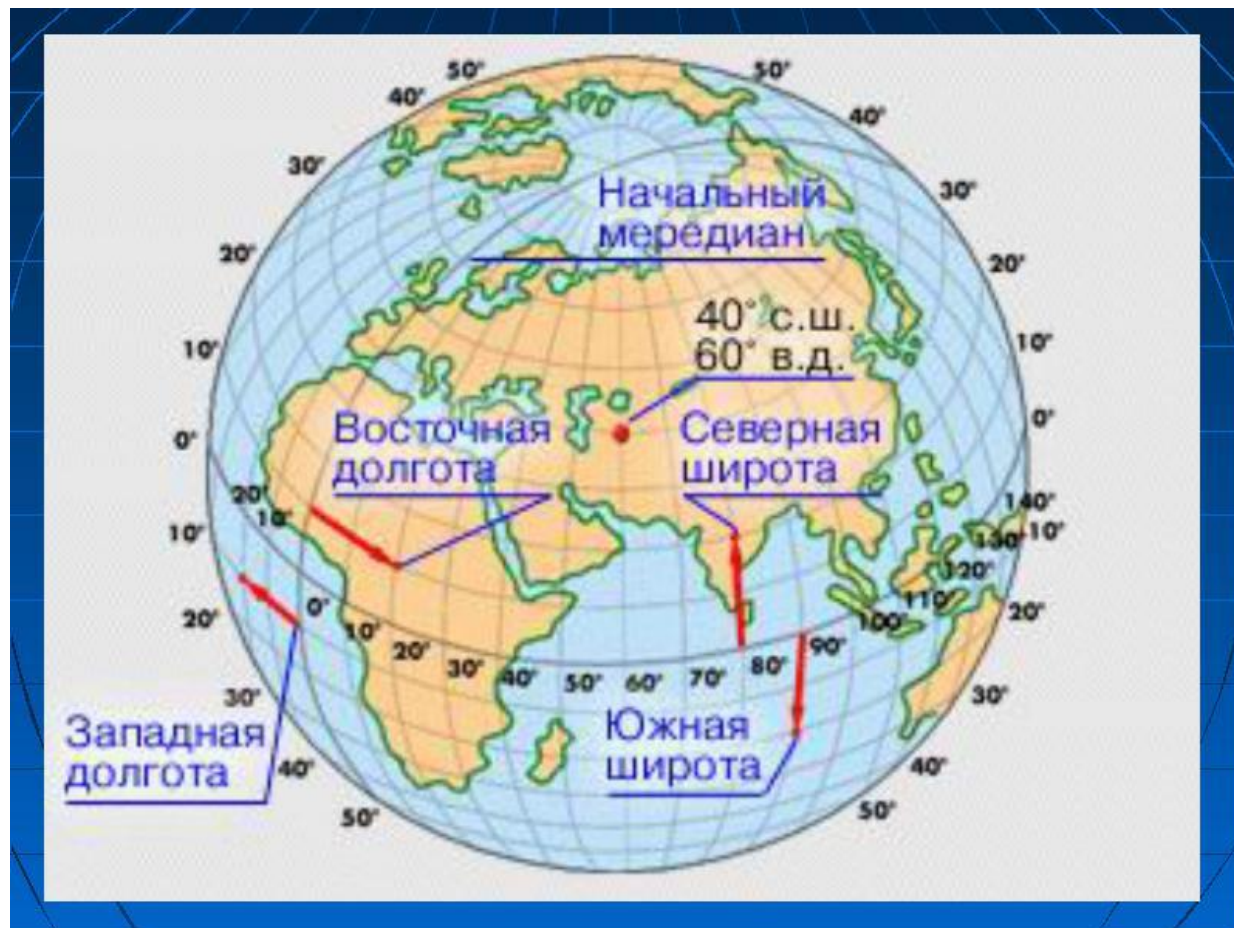 50° 50°
40° 40°
30° 30°
Начальный
мередиан
20° 20°
40° с.ш.
60° в.д.
10° 10°
Восточная
долгота
Северная
широта
0° 0°
20° 140°
10° 10° 130° 10°
120°
20° 0° 110° 20°
10° 100°
20° 30° 40° 50° 60° 70° 80° 90°
30° 30°
Западная
долгота
Южная
широта
40° 40°
50° 50°